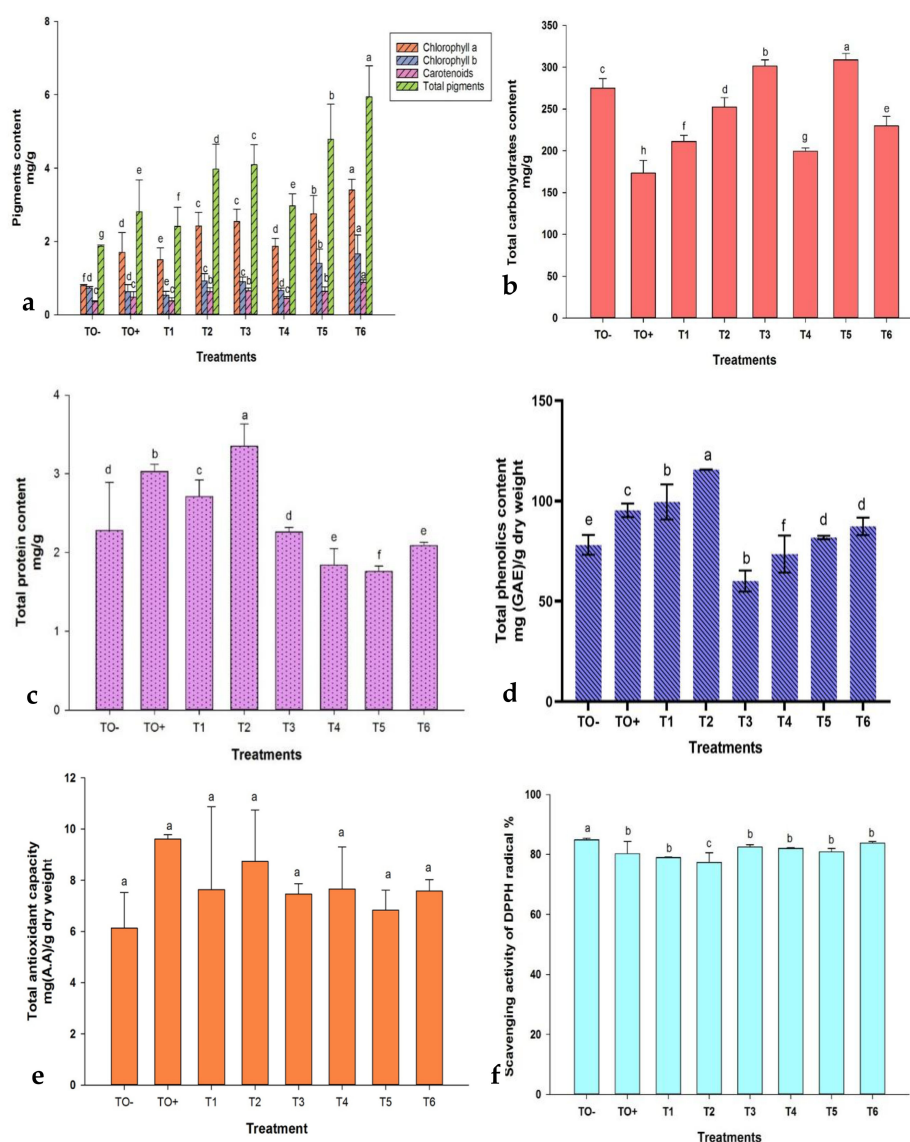 8
6
4
2
0
Pigments content
mg/g
Chlorophyll a
Chlorophyll b
Carotenoids
Total pigments
f d c g
d d c e
c e c f
c c b d
c c b c
d d c e
b b b b
a a a a
TO- TO+ T1 T2 T3 T4 T5 T6
Treatments
a
350
300
250
200
150
100
50
0
Total carbohydrates content
mg/g
c h f d b g a e
TO- TO+ T1 T2 T3 T4 T5 T6
Treatments
b
4
3
2
1
0
Total protein content
mg/g
d b c a d e f e
TO- TO+ T1 T2 T3 T4 T5 T6
Treatments
c
150
100
50
0
Total phenolics content
mg (GAE)/g dry weight
e c b a b f d d
TO- TO+ T1 T2 T3 T4 T5 T6
Treatments
d
12
10
8
6
4
2
0
Total antioxidant capacity
mg(A.A)/g dry weight
a a a a a a a a
TO- TO+ T1 T2 T3 T4 T5 T6
Treatment
e
100
80
60
40
20
0
Scavenging activity of DPPH radical %
a b b c b b b b
TO- TO+ T1 T2 T3 T4 T5 T6
Treatments
f